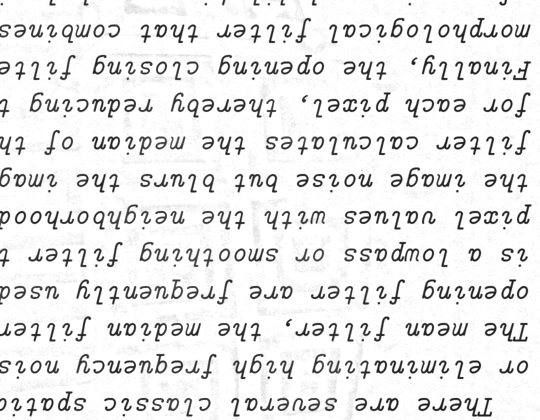 There are several classic spatia
or eliminating high frequency nois
The mean filter, the median filter
opening filter are frequently used
is a lowpass or smoothing filter t
pixel values with the neighborhood
the image noise but blurs the imag
filter calculates the median of th
for each pixel, thereby reducing t
Finally, the opening closing filte
morphological filter that combines